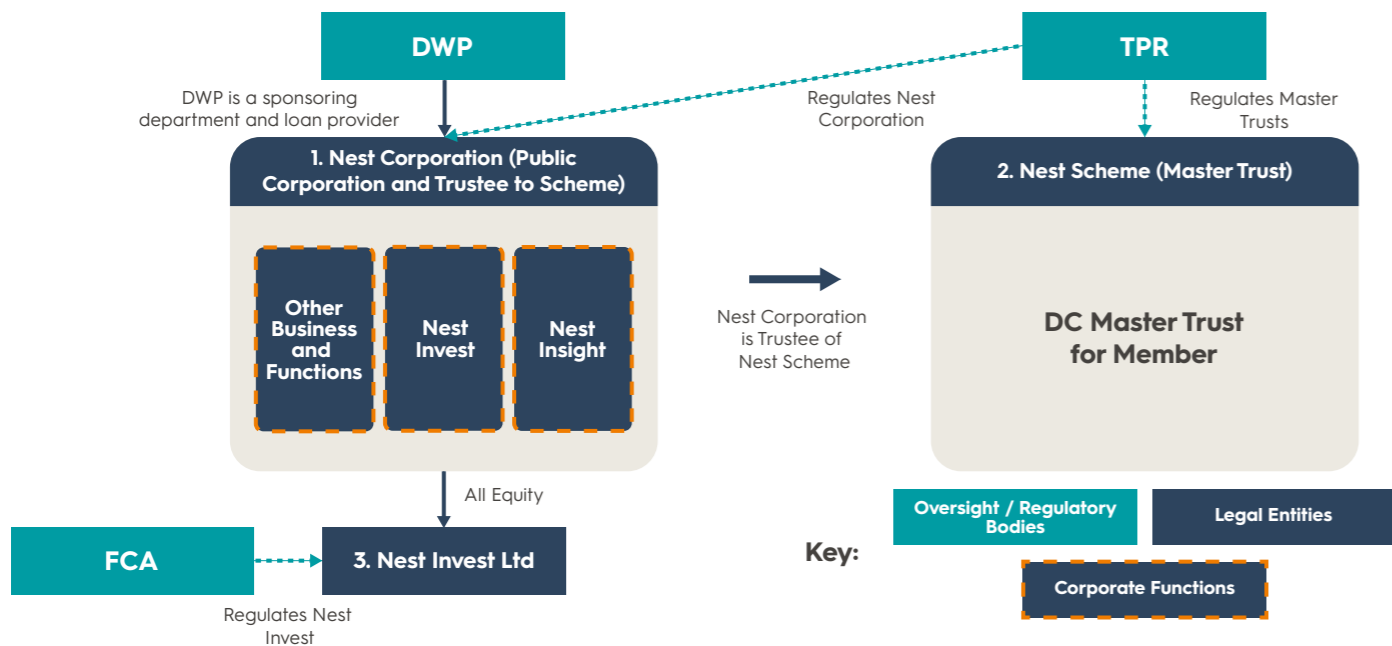 DWP
TPR
DWP is a sponsoring
department and loan provider
Regulates Nest
Corporation
Regulates Master
Trusts
1. Nest Corporation (Public
Corporation and Trustee to Scheme)
2. Nest Scheme (Master Trust)
Other
Business
and
Functions
Nest
Invest
Nest
Insight
Nest Corporation
is Trustee of
Nest Scheme
DC Master Trust
for Member
All Equity
FCA
3. Nest Invest Ltd
Regulates Nest
Invest
Key:
Oversight / Regulatory
Bodies
Legal Entities
Corporate Functions